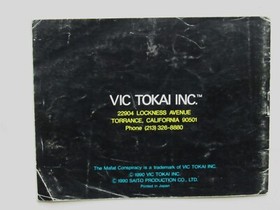 VIC TOKAI INC.™
22904 LOCKNESS AVENUE
TORRANCE, CALIFORNIA 90501
Phone (213) 326-8880
The Mafat Conspiracy is a trademark of VIC TOKAI INC.
© 1990 VIC TOKAI INC.
© 1990 SAITO PRODUCTION CO., LTD.
Printed in Japan